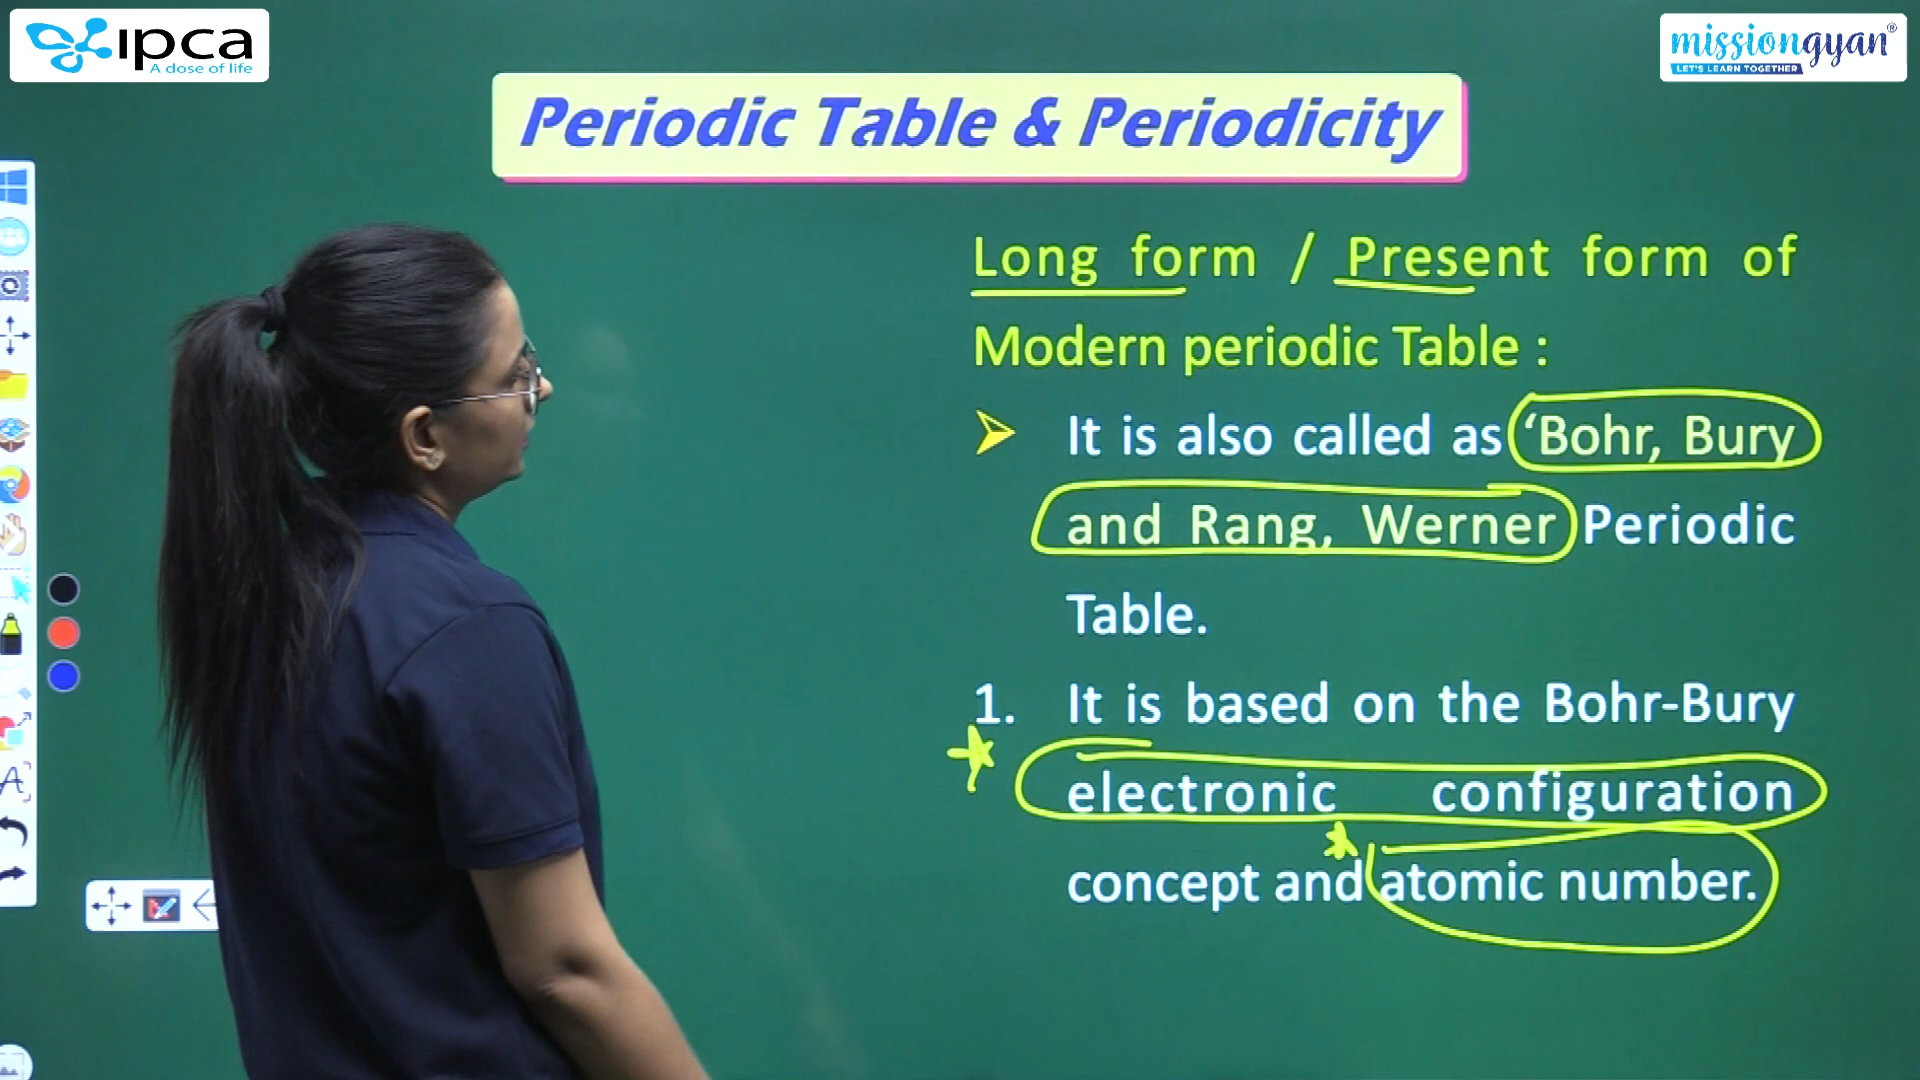 ipca
A dose of life
missiongyan®
LET'S LEARN TOGETHER
Periodic Table & Periodicity
Long form / Present form of
Modern periodic Table :
➢ It is also called as ‘Bohr, Bury
and Rang, Werner Periodic
Table.
1. It is based on the Bohr-Bury
electronic configuration
concept and atomic number.